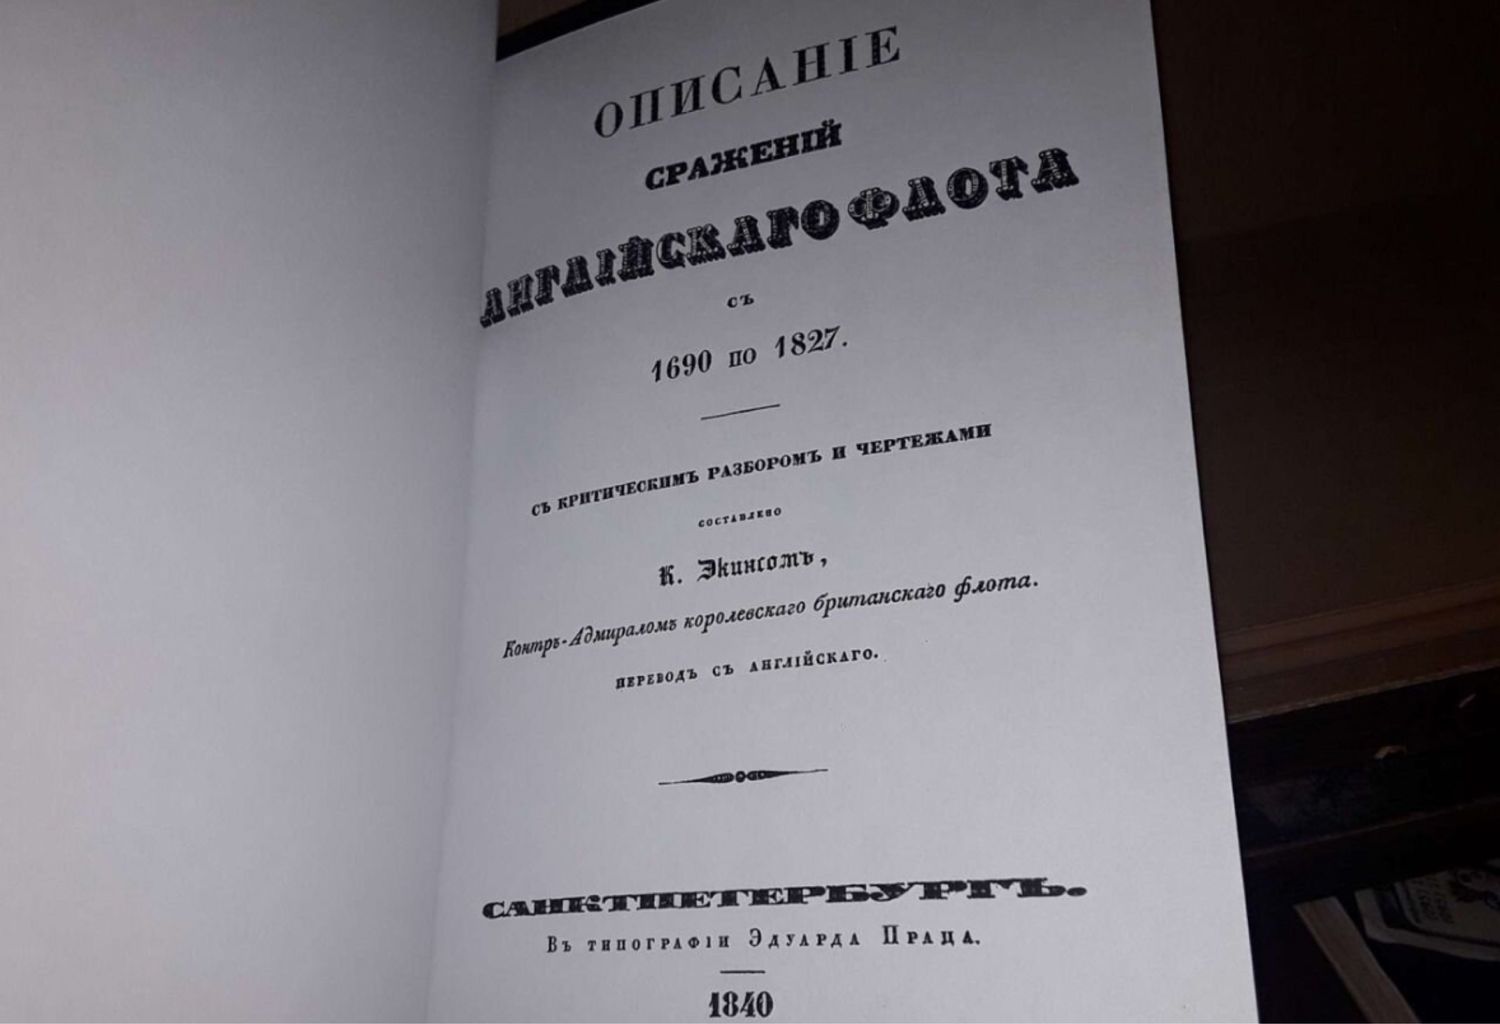 ОПИСАНІЕ
СРАЖЕНІЙ
АНГЛІЙСКАГО ФЛОТА
СЪ
1690 ПО 1827.
СЪ КРИТИЧЕСКИМЪ РАЗБОРОМЪ И ЧЕРТЕЖАМИ
СОСТАВЛЕНО
К. Экинсомъ,
Контръ-Адмираломъ королевскаго британскаго флота.
ПЕРЕВОДЪ СЪ АНГЛІЙСКАГО.
САНКТПЕТЕРБУРГЪ.
ВЪ ТИПОГРАФІИ ЭДУАРДА ПРАЦА.
1840